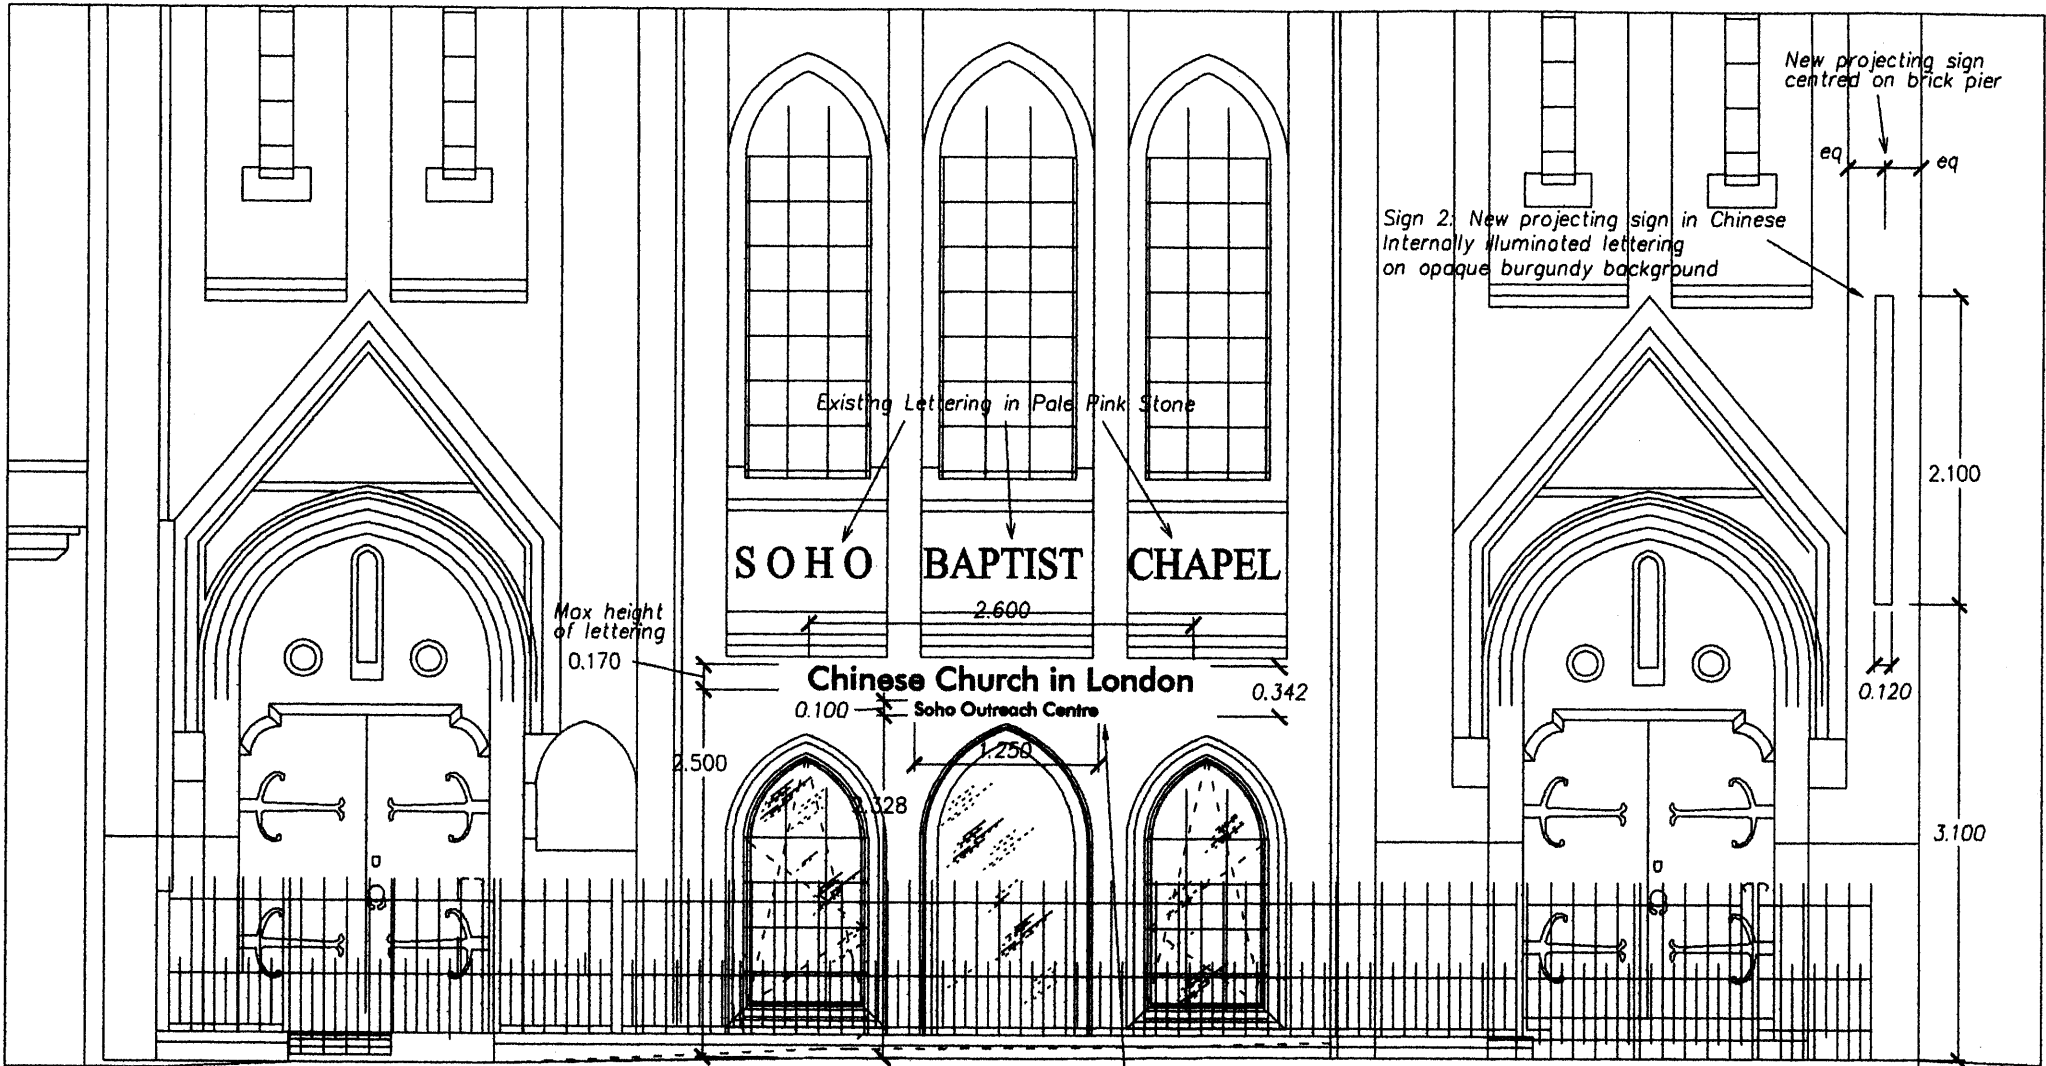 New projecting sign
centred on brick pier
eq
eq
Sign 2: New projecting sign in Chinese
Internally illuminated lettering
on opaque burgundy background
Existing Lettering in Pale Pink Stone
2.100
SOHO BAPTIST CHAPEL
Max height
of lettering
0.170
2.600
Chinese Church in London
0.342
0.120
0.100
Soho Outreach Centre
1.250
2.500
2.328
3.100